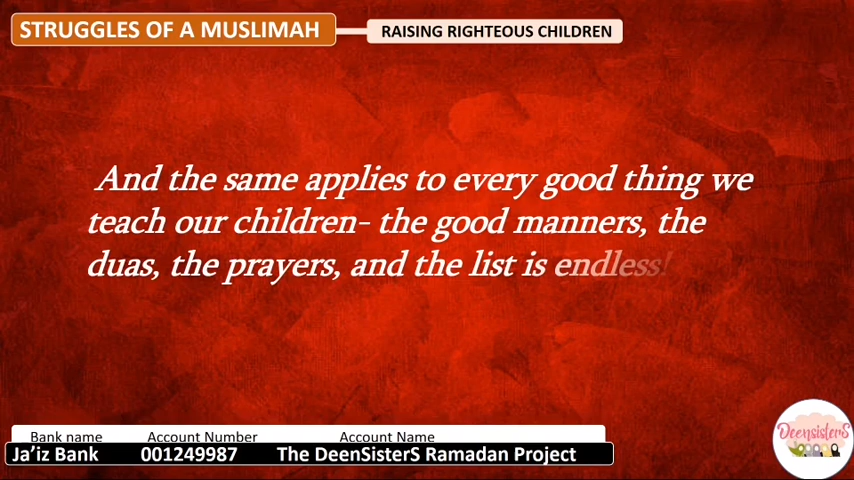 STRUGGLES OF A MUSLIMAH
RAISING RIGHTEOUS CHILDREN
And the same applies to every good thing we
teach our children- the good manners, the
duas, the prayers, and the list is endless!
Bank name Account Number Account Name
Ja'iz Bank 001249987 The DeenSisterS Ramadan Project
DeensisterS